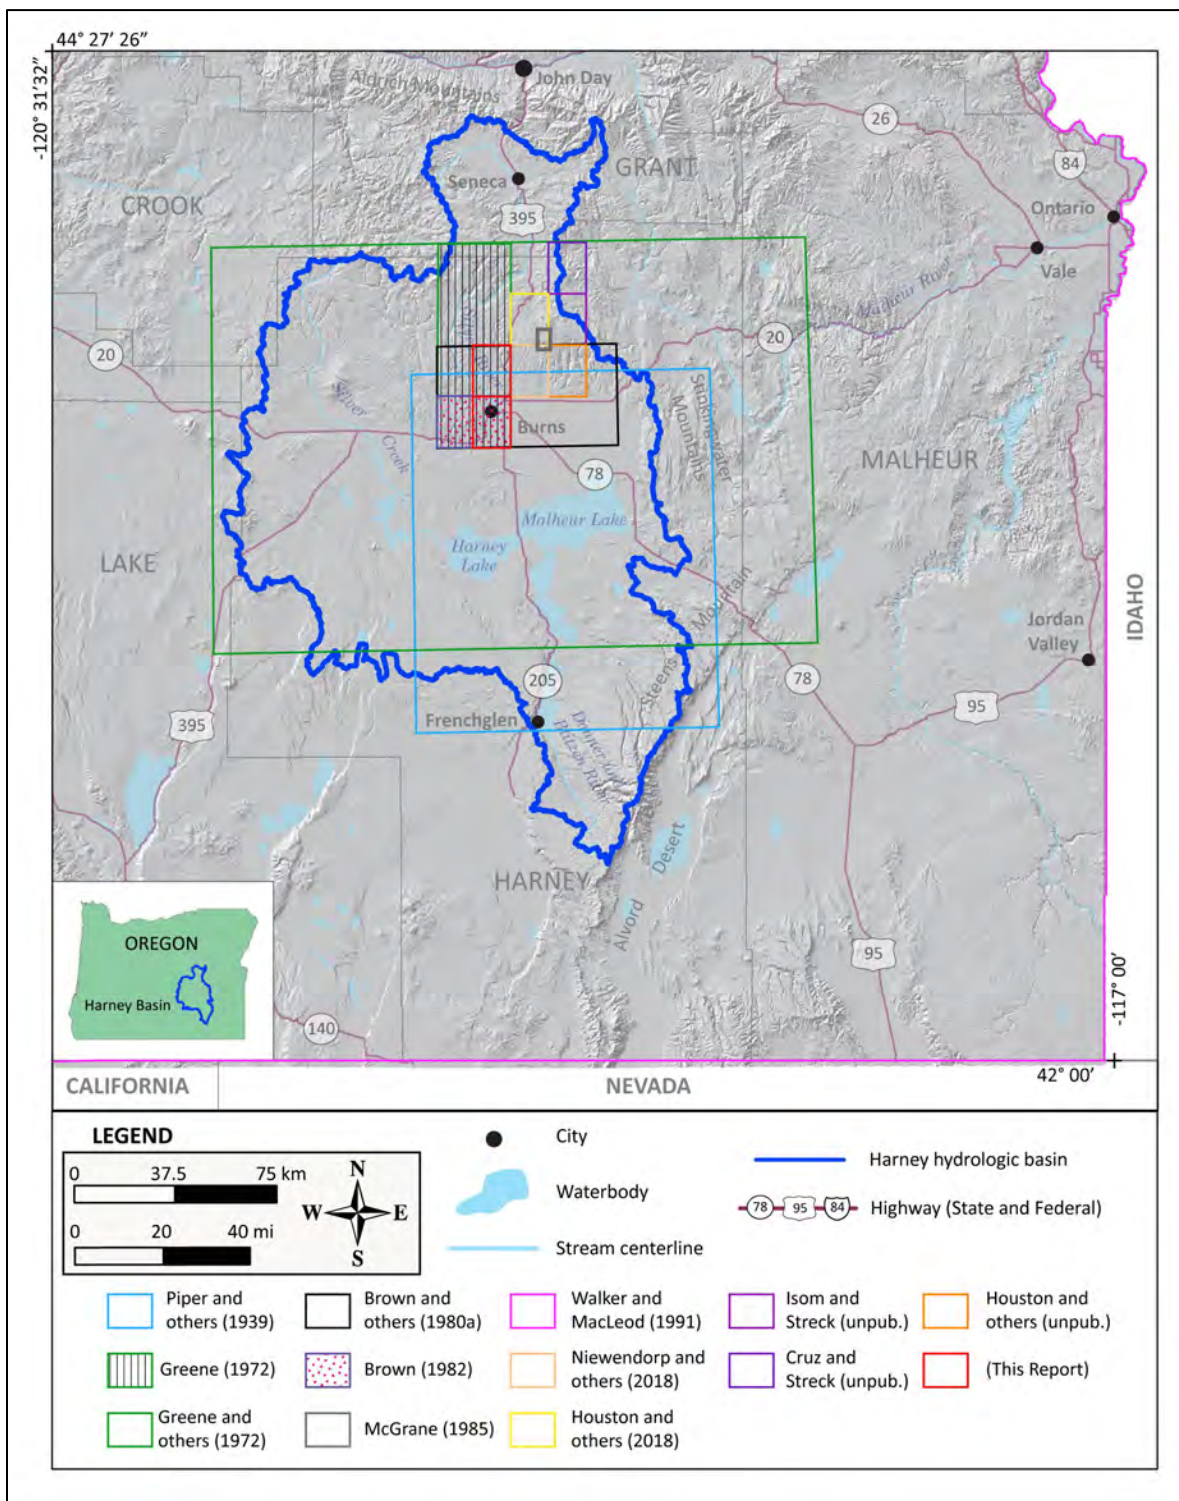 44° 27' 26"
-120° 31' 32"
John Day
Aldrich Mountains
26
GRANT
84
Seneca
CROOK
395
Ontario
Vale
Malheur River
20
20
Silvies
River
Silver
Creek
Stinkingwater
Mountains
Burns
MALHEUR
78
Malheur Lake
Harney
Lake
LAKE
IDAHO
Steens Mountain
Jordan
Valley
205
78
95
395
Frenchglen
Donner und
Blitzen River
Alvord Desert
HARNEY
OREGON
Harney Basin
95
140
-117° 00'
42° 00'
CALIFORNIA
NEVADA
LEGEND
0 37.5 75 km
0 20 40 mi
N
W E
S
City
Waterbody
Stream centerline
Harney hydrologic basin
78 95 84 Highway (State and Federal)
Piper and
others (1939)
Brown and
others (1980a)
Walker and
MacLeod (1991)
Isom and
Streck (unpub.)
Houston and
others (unpub.)
Greene (1972)
Brown (1982)
Niewendorp and
others (2018)
Cruz and
Streck (unpub.)
(This Report)
Greene and
others (1972)
McGrane (1985)
Houston and
others (2018)